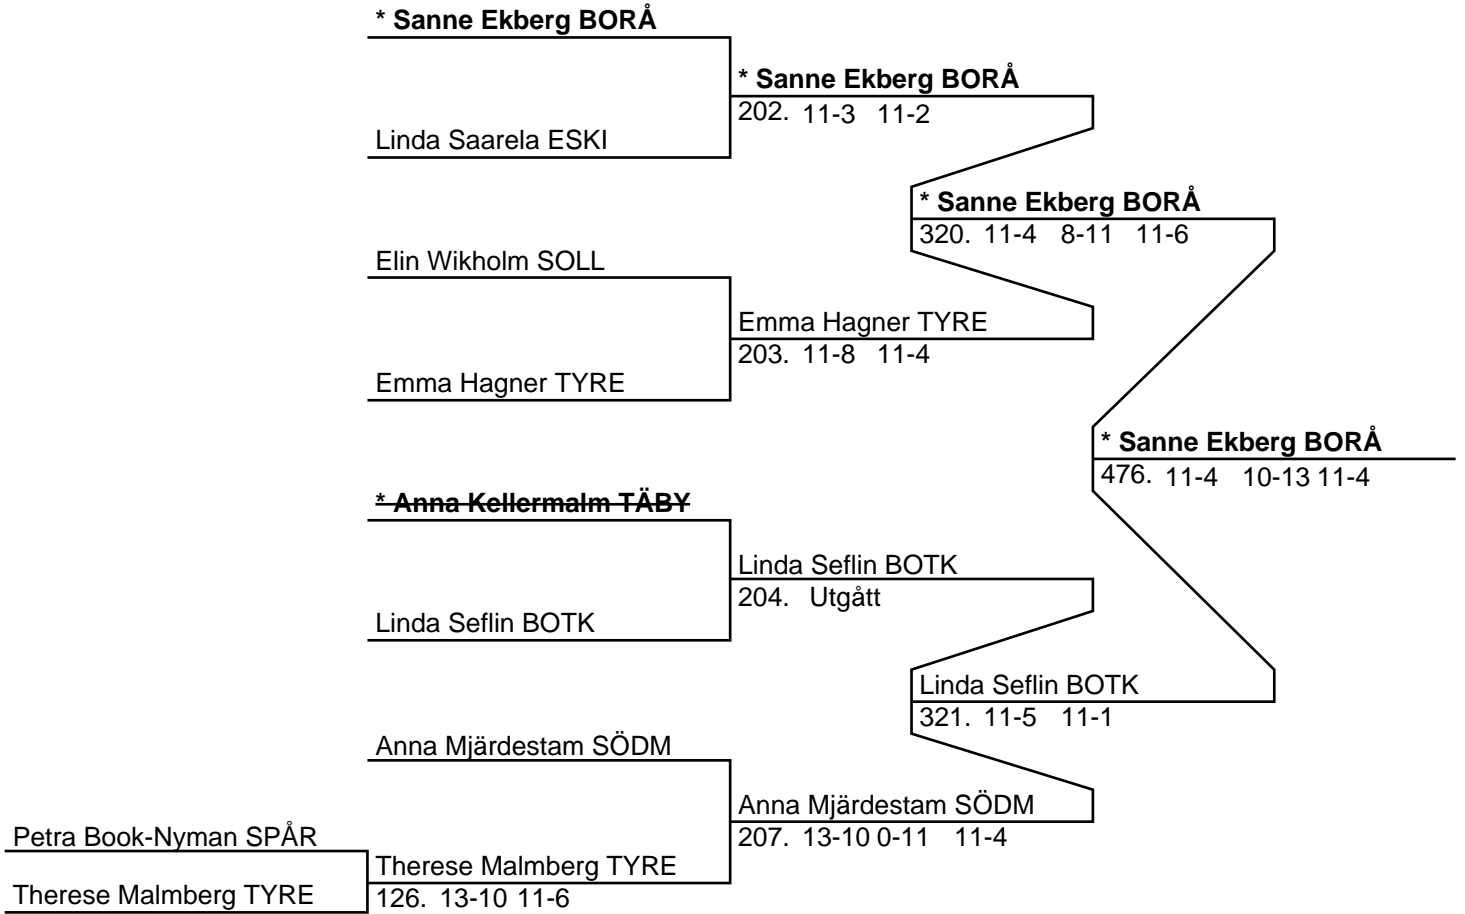 * Sanne Ekberg BORÅ
* Sanne Ekberg BORÅ
202. 11-3 11-2
Linda Saarela ESKI
* Sanne Ekberg BORÅ
320. 11-4 8-11 11-6
Elin Wikholm SOLL
Emma Hagner TYRE
203. 11-8 11-4
Emma Hagner TYRE
* Sanne Ekberg BORÅ
476. 11-4 10-13 11-4
* Anna Kellermalm TÄBY
Linda Seflin BOTK
204. Utgått
Linda Seflin BOTK
Linda Seflin BOTK
321. 11-5 11-1
Anna Mjärdestam SÖDM
Anna Mjärdestam SÖDM
207. 13-10 0-11 11-4
Petra Book-Nyman SPÅR
Therese Malmberg TYRE
126. 13-10 11-6
Therese Malmberg TYRE